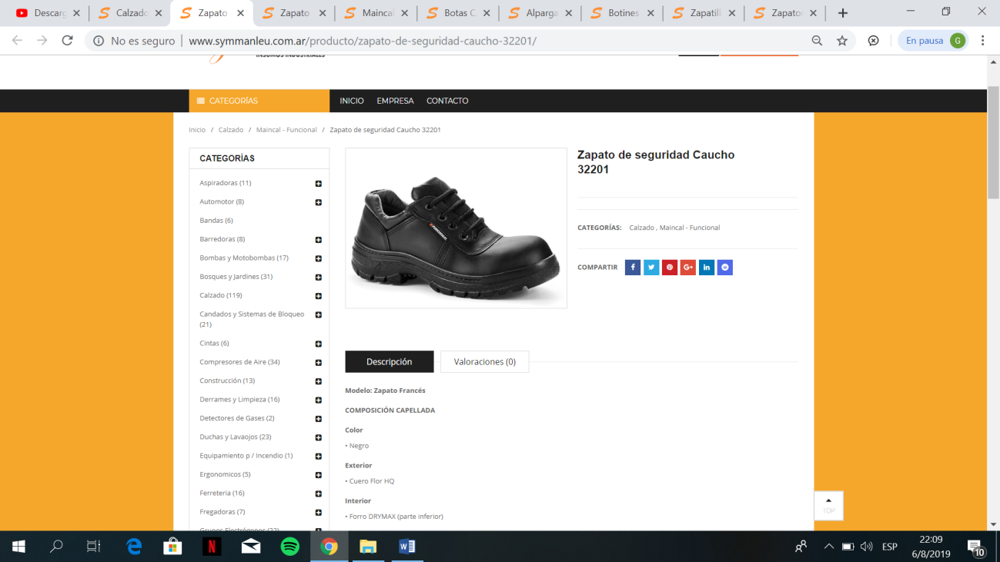 Descarg
Calzado
Zapato
Zapato
Maincal
Botas C
Alparga
Botines
Zapatill
Zapatos
No es seguro | www.symmanleu.com.ar/producto/zapato-de-seguridad-caucho-32201/
En pausa
G
INSUMOS INDUSTRIALES
CATEGORÍAS
INICIO EMPRESA CONTACTO
Inicio / Calzado / Maincal - Funcional / Zapato de seguridad Caucho 32201
CATEGORÍAS
Aspiradoras (11)
Automotor (8)
Bandas (6)
Barredoras (8)
Bombas y Motobombas (17)
Bosques y Jardines (31)
Calzado (119)
Candados y Sistemas de Bloqueo
(21)
Cintas (6)
Compresores de Aire (34)
Construcción (13)
Derrames y Limpieza (16)
Detectores de Gases (2)
Duchas y Lavaojos (23)
Equipamiento p / Incendio (1)
Ergonomicos (5)
Ferreteria (16)
Fregadoras (7)
Grupos Electrógenos (22)
FUNCIONAL
Zapato de seguridad Caucho
32201
CATEGORÍAS: Calzado , Maincal - Funcional
COMPARTIR
Descripción
Valoraciones (0)
Modelo: Zapato Francés
COMPOSICIÓN CAPELLADA
Color
• Negro
Exterior
• Cuero Flor HQ
Interior
• Forro DRYMAX (parte inferior)
TOP
ESP
22:09
6/8/2019
10